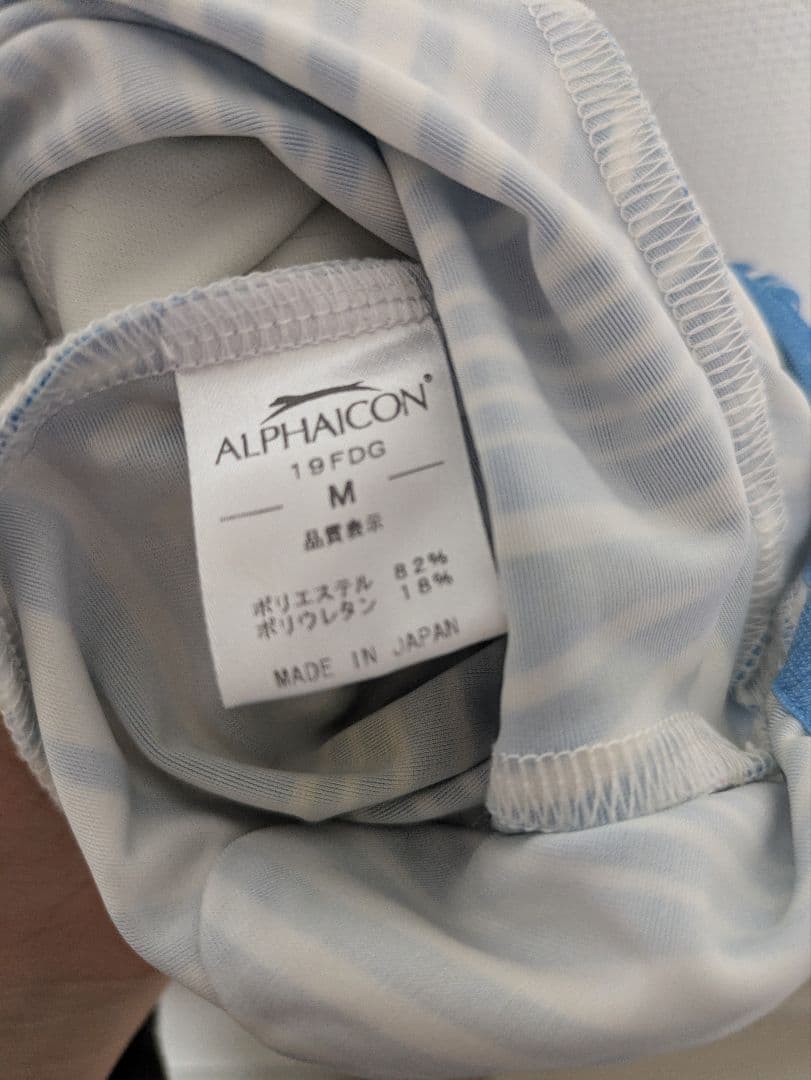 ALPHAICON®
19FDG
M
品質表示
ポリエステル 82%
ポリウレタン 18%
MADE IN JAPAN